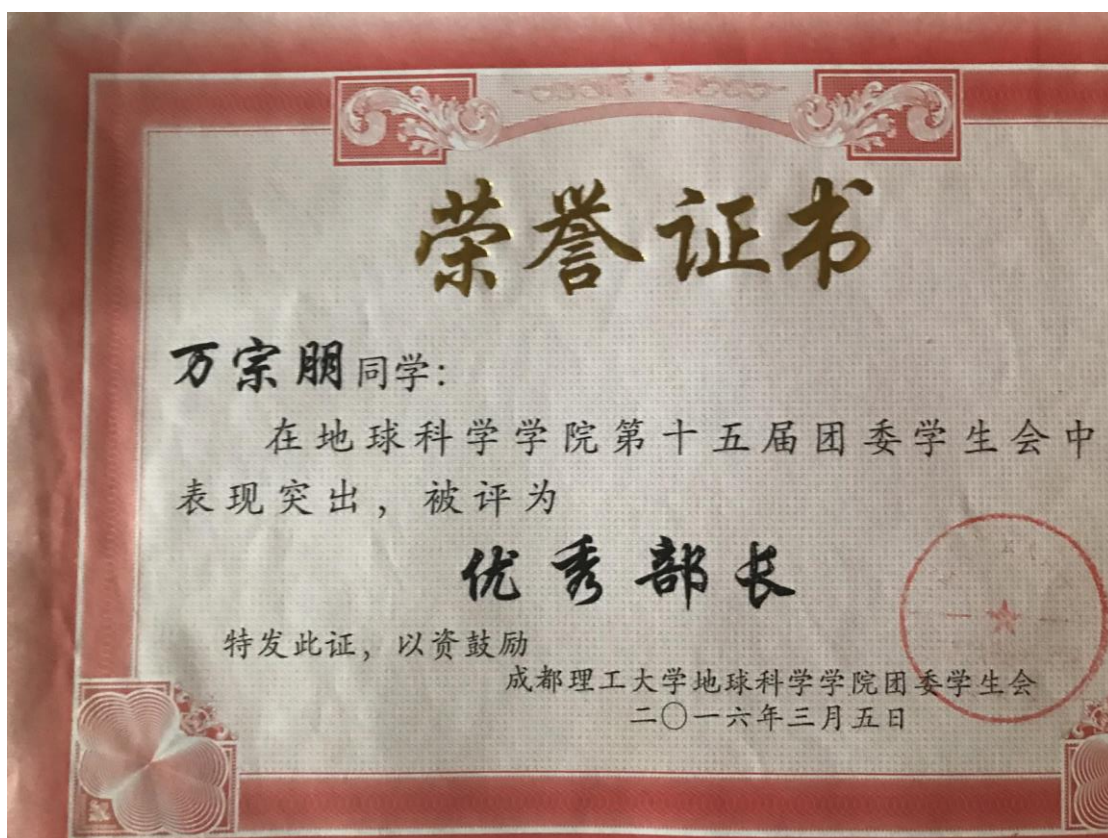 荣誉证书
万宗朋同学：
在地球科学学院第十五届团委学生会中
表现突出，被评为
优秀部长
特发此证，以资鼓励
成都理工大学地球科学学院团委学生会
二〇一六年三月五日